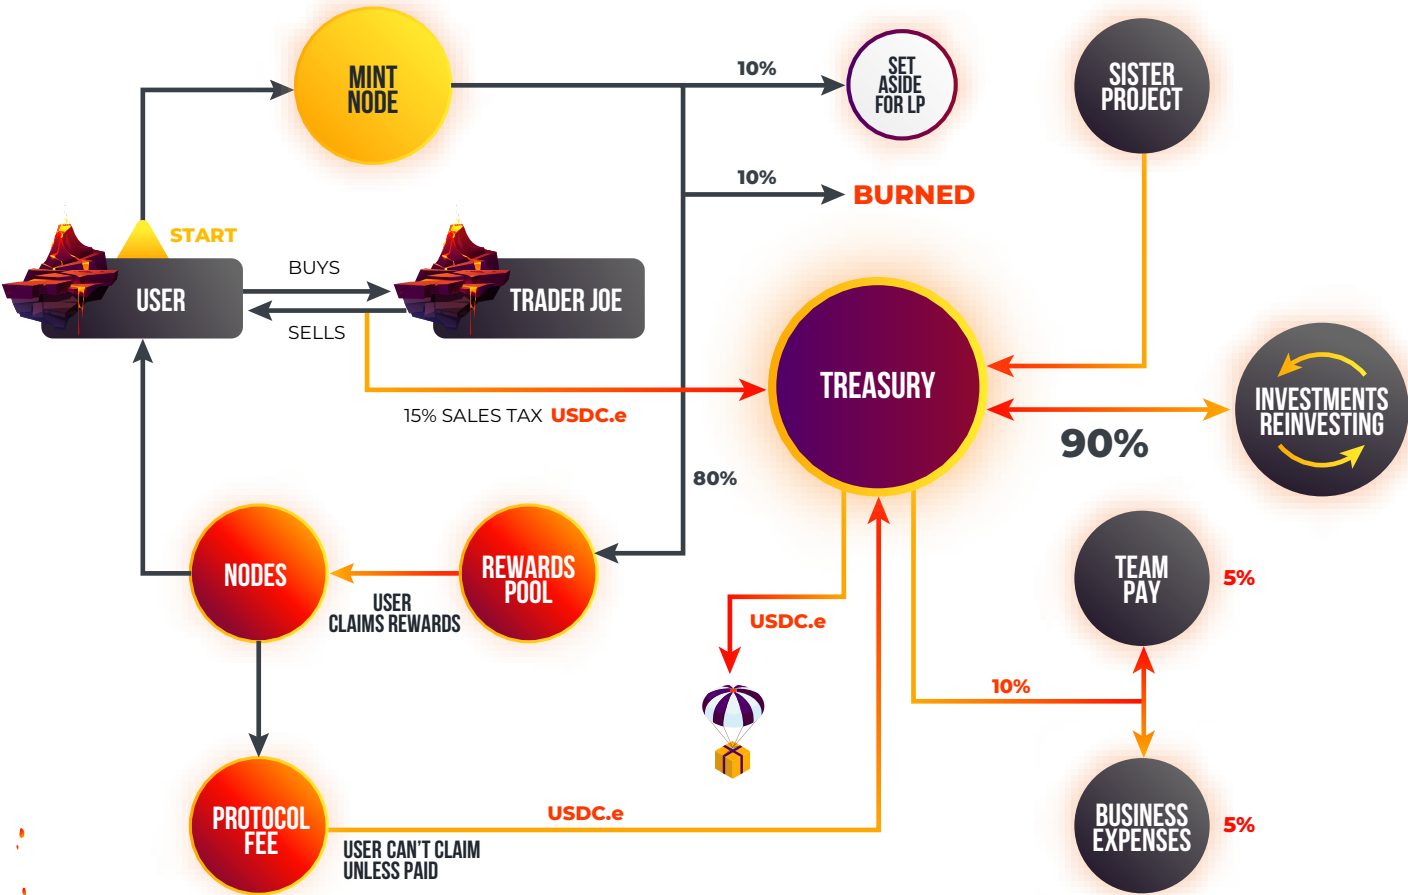 MINT
NODE
10%
SET
ASIDE
FOR LP
SISTER
PROJECT
10%
BURNED
START
USER
BUYS
SELLS
TRADER JOE
15% SALES TAX USDC.e
TREASURY
90%
INVESTMENTS
REINVESTING
80%
NODES
USER
CLAIMS REWARDS
REWARDS
POOL
USDC.e
10%
TEAM
PAY
5%
PROTOCOL
FEE
USER CAN'T CLAIM
UNLESS PAID
USDC.e
BUSINESS
EXPENSES
5%